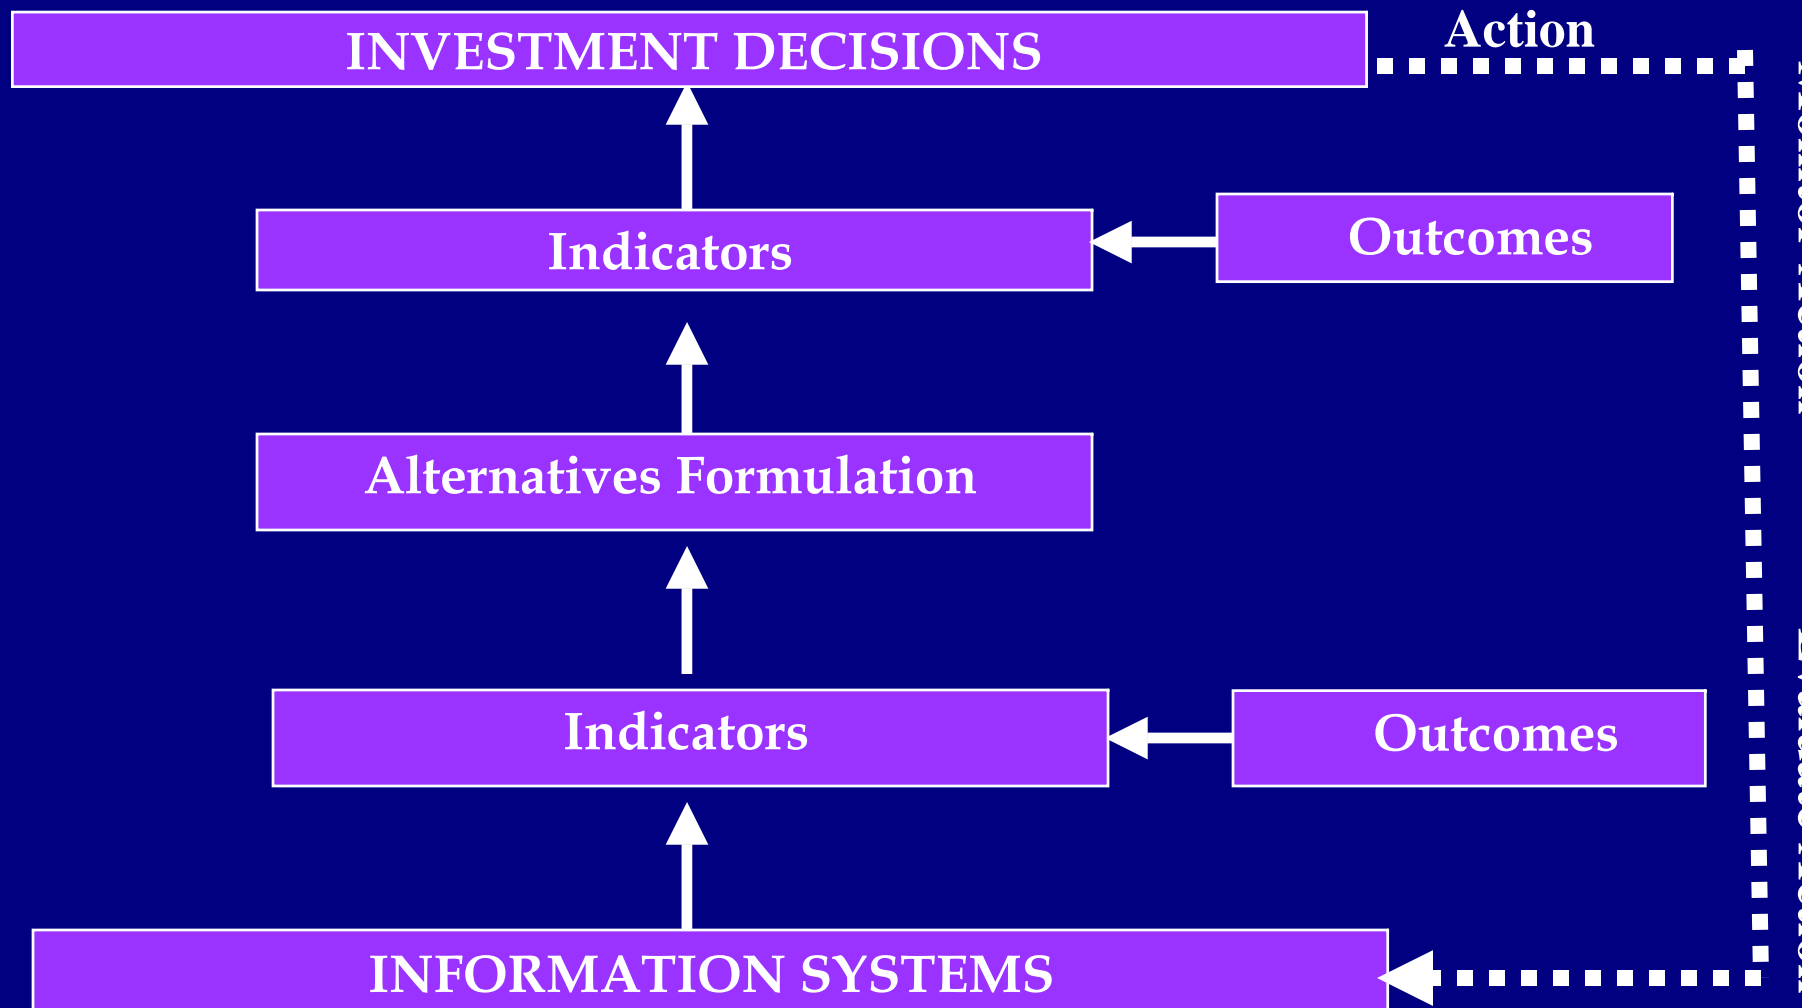 INVESTMENT DECISIONS
Action
Indicators
Outcomes
Alternatives Formulation
Indicators
Outcomes
INFORMATION SYSTEMS